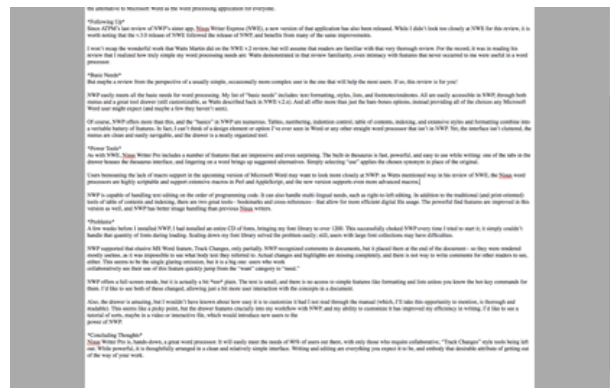 the alternative to Microsoft Word as the word processing application for everyone.
*Following Up*
Since ATPM's last review of NWP's sister app, Nisus Writer Express (NWE), a new version of that application has also been released. While I didn't look too closely at NWE for this review, it is
worth noting that the v.3.0 release of NWE followed the release of NWP, and benefits from many of the same improvements.
I won't recap the wonderful work that Watts Martin did on the NWE v.2 review, but will assume that readers are familiar with that very thorough review. For the record, it was in reading his
review that I realized how truly simple my word processing needs are: Watts demonstrated in that review familiarity, even intimacy with features that never occurred to me were useful in a word
processor.
*Basic Needs*
But maybe a review from the perspective of a usually simple, occasionally more-complex user is the one that will help the most users. If so, this review is for you!
NWP easily meets all the basic needs for word processing. My list of "basic needs" includes: text formatting, styles, lists, and footnotes/endnotes. All are easily accessible in NWP, through both
menus and a great tool drawer (still customizable, as Watts described back in NWE v.2.x). And all offer more than just the bare-bones options, instead providing all of the choices any Microsoft
Word user might expect (and maybe a few they haven't seen).
Of course, NWP offers more than this, and the "basics" in NWP are numerous. Tables, numbering, indention control, table of contents, indexing, and extensive styles and formatting combine into
a veritable battery of features. In fact, I can't think of a design element or option I've ever seen in Word or any other straight word processor that isn't in NWP. Yet, the interface isn't cluttered, the
menus are clean and easily navigable, and the drawer is a neatly organized tool.
*Power Tools*
As with NWE, Nisus Writer Pro includes a number of features that are impressive and even surprising. The built-in thesaurus is fast, powerful, and easy to use while writing: one of the tabs in the
drawer houses the thesaurus interface, and lingering on a word brings up suggested alternatives. Simply selecting "use" applies the chosen synonym in place of the original.
Users bemoaning the lack of macro support in the upcoming version of Microsoft Word may want to look more closely at NWP: as Watts mentioned way in his review of NWE, the Nisus word
processors are highly scriptable and support extensive macros in Perl and AppleScript, and the new version supports even more advanced macros.
NWP is capable of handling text-editing on the order of programming code. It can also handle multi-lingual needs, such as right-to-left editing. In addition to the traditional (and print-oriented)
tools of table of contents and indexing, there are two great tools - bookmarks and cross-references - that allow for more efficient digital file usage. The powerful find features are improved in this
version as well, and NWP has better image handling than previous Nisus writers.
*Problems*
A few weeks before I installed NWP, I had installed an entire CD of fonts, bringing my font library to over 1200. This successfully choked NWP every time I tried to start it; it simply couldn't
handle that quantity of fonts during loading. Scaling down my font library solved the problem easily; still, users with large font collections may have difficulties.
NWP supported that elusive MS Word feature, Track Changes, only partially. NWP recognized comments in documents, but it placed them at the end of the document - so they were rendered
mostly useless, as it was impossible to see what body text they referred to. Actual changes and highlights are missing completely, and there is not way to write comments for other readers to see,
either. This seems to be the single glaring omission, but it is a big one: users who work
collaboratively see their use of this feature quickly jump from the "want" category to "need."
NWP offers a full-screen mode, but it is actually a bit *too* plain. The text is small, and there is no access to simple features like formatting and lists unless you know the hot key commands for
them. I'd like to see both of these changed, allowing just a bit more user interaction with the concepts in a document.
Also, the drawer is amazing, but I wouldn't have known about how easy it is to customize it had I not read through the manual (which, I'll take this opportunity to mention, is thorough and
readable). This seems like a picky point, but the drawer features crucially into my workflow with NWP, and my ability to customize it has improved my efficiency in writing. I'd like to see a
tutorial of sorts, maybe in a video or interactive file, which would introduce new users to the
power of NWP.
*Concluding Thoughts*
Nisus Writer Pro is, hands-down, a great word processor. It will easily meet the needs of 90% of users out there, with only those who require collaborative, "Track Changes" style tools being left
out. While powerful, it is thoughtfully arranged in a clean and relatively simple interface. Writing and editing are everything you expect it to be, and embody that desirable attribute of getting out
of the way of your work.